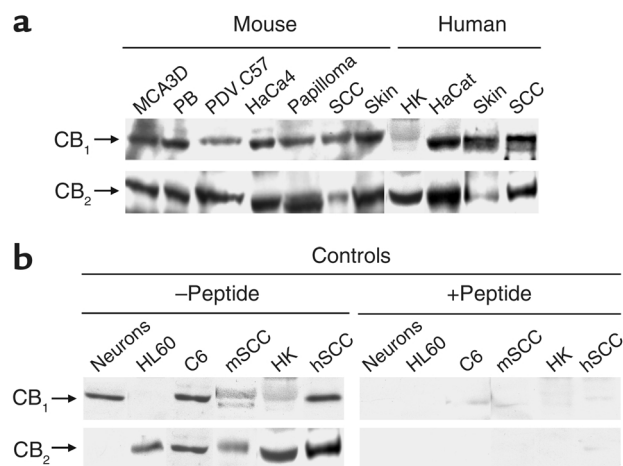 a
Mouse Human
MCA3D PB PDV.C57 HaCa4 Papilloma SCC Skin HK HaCat Skin SCC
CB1
CB2
b
Controls
–Peptide +Peptide
Neurons HL60 C6 mSCC HK hSCC Neurons HL60 C6 mSCC HK hSCC
CB1
CB2